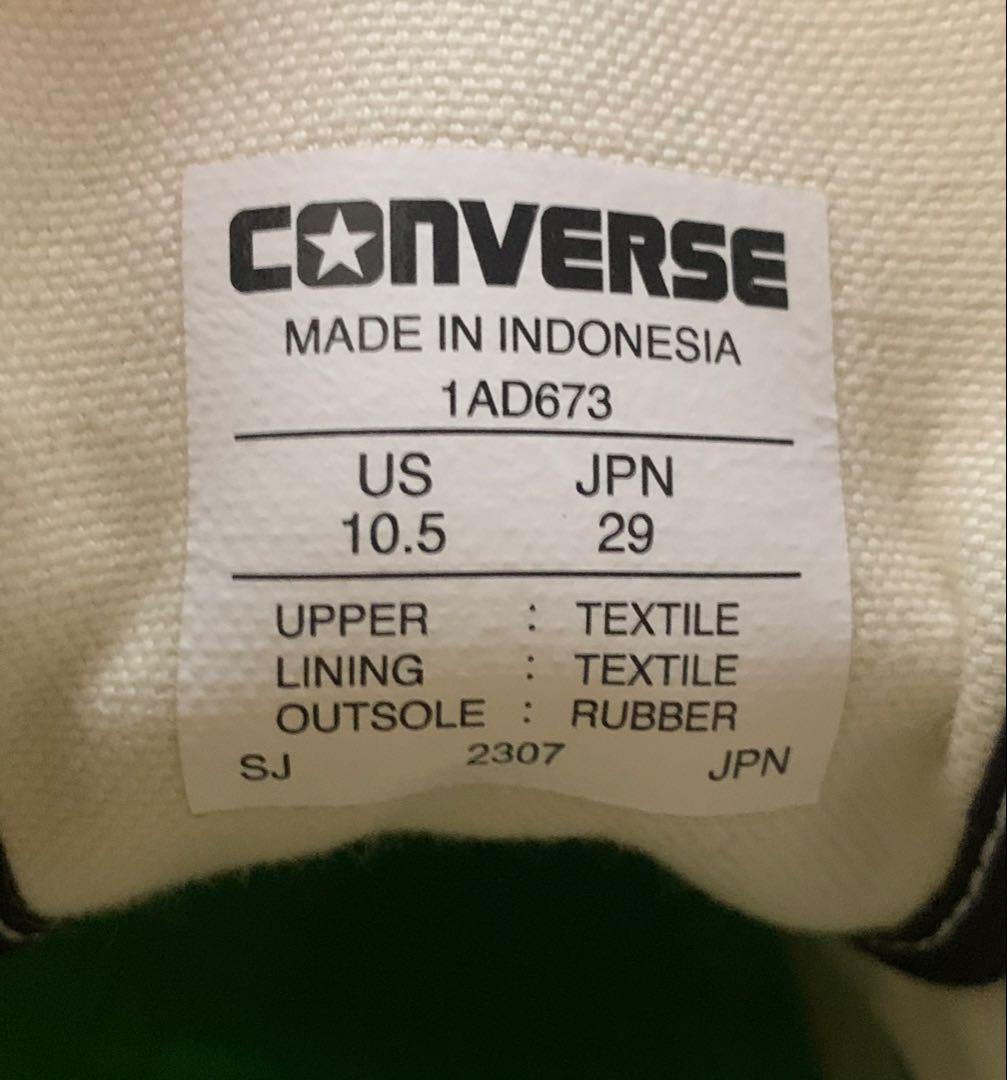 CONVERSE
MADE IN INDONESIA
1AD673
US JPN
10.5 29
UPPER : TEXTILE
LINING : TEXTILE
OUTSOLE : RUBBER
SJ 2307 JPN